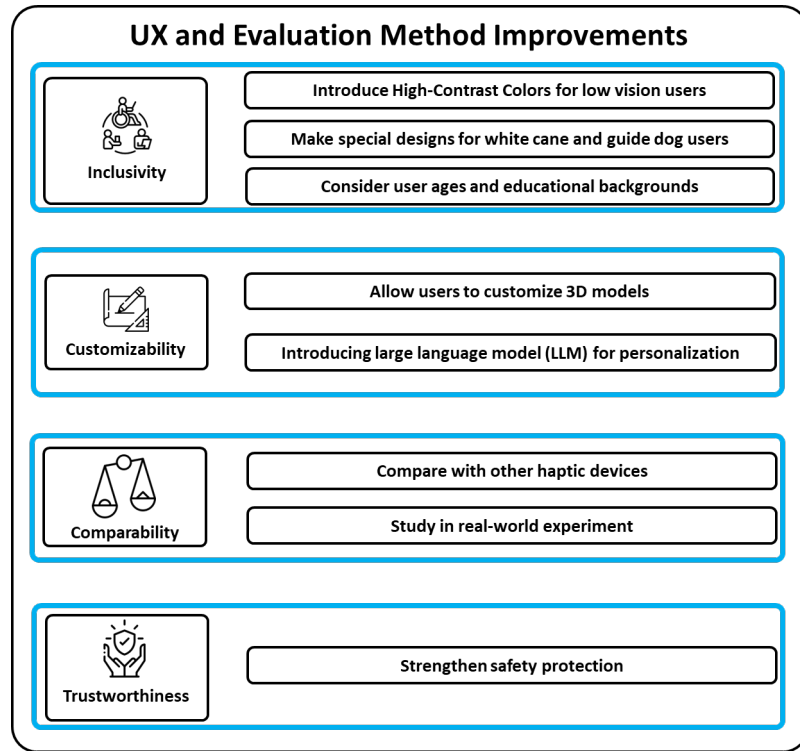 UX and Evaluation Method Improvements
Inclusivity
Introduce High-Contrast Colors for low vision users
Make special designs for white cane and guide dog users
Consider user ages and educational backgrounds
Customizability
Allow users to customize 3D models
Introducing large language model (LLM) for personalization
Comparability
Compare with other haptic devices
Study in real-world experiment
Trustworthiness
Strengthen safety protection